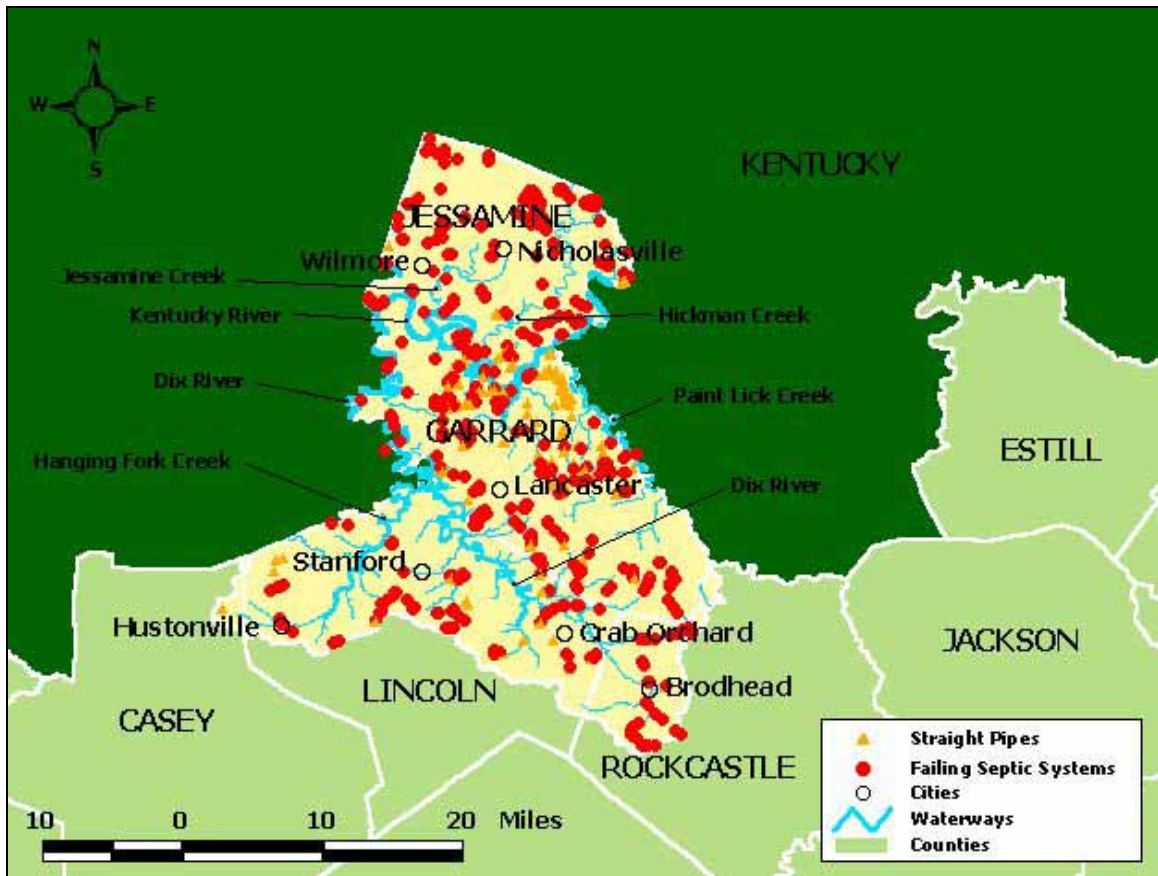 N
W E
S
KENTUCKY
JESSAMINE
Nicholasville
Wilmore
Jessamine Creek
Kentucky River
Hickman Creek
Dix River
Paint Lick Creek
GARRARD
ESTILL
Hanging Fork Creek
Lancaster
Dix River
Stanford
Hustonville
Crab Orchard
JACKSON
LINCOLN
Brodhead
CASEY
ROCKCASTLE
Straight Pipes
Failing Septic Systems
Cities
Waterways
Counties
10 0 10 20 Miles